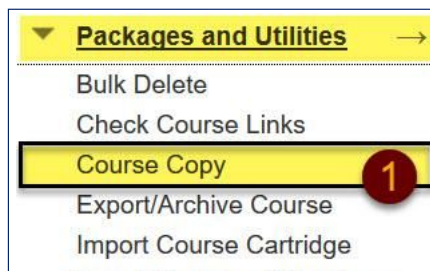 Packages and Utilities →
Bulk Delete
Check Course Links
Course Copy 1
Export/Archive Course
Import Course Cartridge